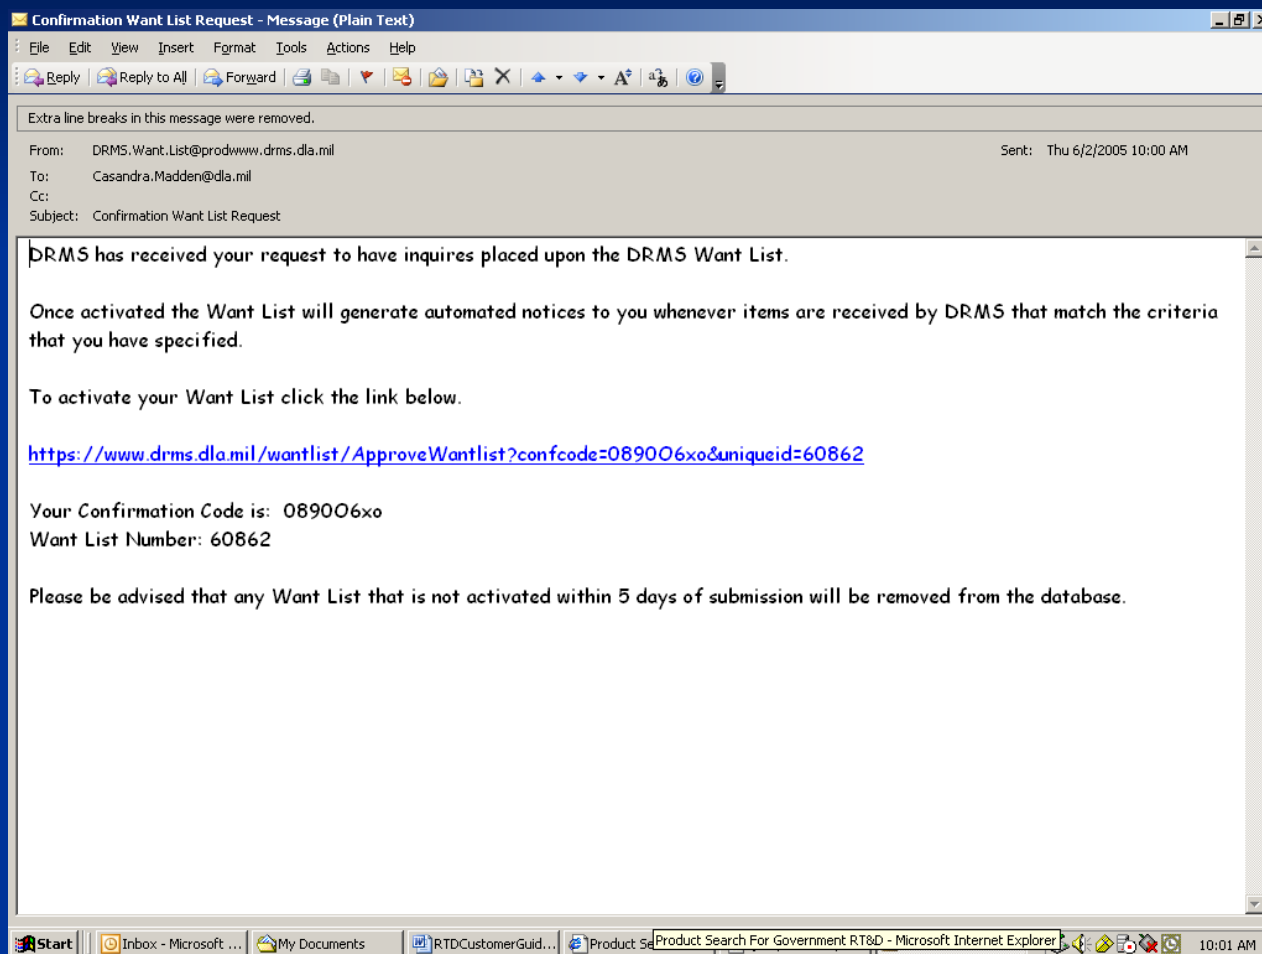 Confirmation Want List Request - Message (Plain Text)
File Edit View Insert Format Tools Actions Help
Reply Reply to All Forward
Extra line breaks in this message were removed.
From: DRMS.Want.List@prodwww.drms.dla.mil Sent: Thu 6/2/2005 10:00 AM
To: Casandra.Madden@dla.mil
Cc:
Subject: Confirmation Want List Request
DRMS has received your request to have inquires placed upon the DRMS Want List.
Once activated the Want List will generate automated notices to you whenever items are received by DRMS that match the criteria
that you have specified.
To activate your Want List click the link below.
https://www.drms.dla.mil/wantlist/ApproveWantlist?confcode=0890O6xo&uniqueid=60862
Your Confirmation Code is: 0890O6xo
Want List Number: 60862
Please be advised that any Want List that is not activated within 5 days of submission will be removed from the database.
Start Inbox - Microsoft ... My Documents RTDCustomerGuid... Product Se Product Search For Government RT&D - Microsoft Internet Explorer 10:01 AM